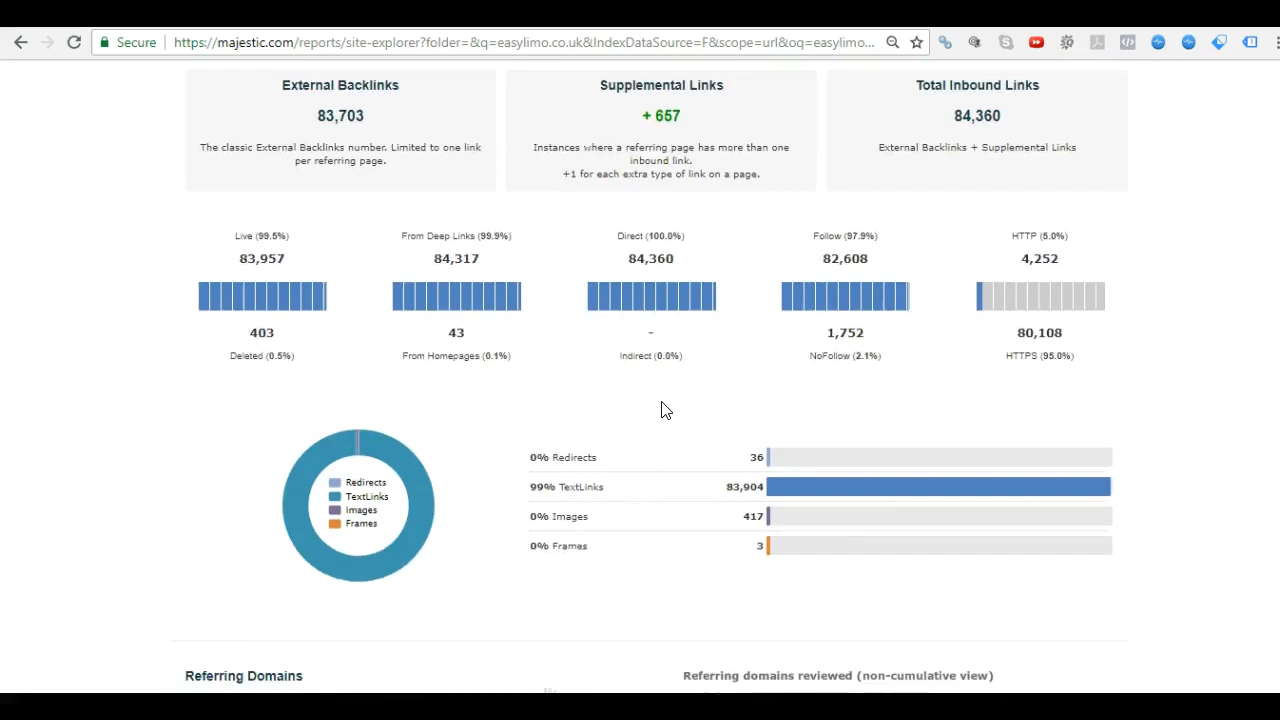 Secure
https://majestic.com/reports/site-explorer?folder=&q=easylimo.co.uk&IndexDataSource=F&scope=url&oq=easylimo...
External Backlinks
83,703
The classic External Backlinks number. Limited to one link
per referring page.
Supplemental Links
+ 657
Instances where a referring page has more than one
inbound link.
+1 for each extra type of link on a page.
Total Inbound Links
84,360
External Backlinks + Supplemental Links
Live (99.5%)
83,957
403
Deleted (0.5%)
From Deep Links (99.9%)
84,317
43
From Homepages (0.1%)
Direct (100.0%)
84,360
-
Indirect (0.0%)
Follow (97.9%)
82,608
1,752
NoFollow (2.1%)
HTTP (5.0%)
4,252
80,108
HTTPS (95.0%)
Redirects
TextLinks
Images
Frames
0% Redirects 36
99% TextLinks 83,904
0% Images 417
0% Frames 3
Referring Domains
Referring domains reviewed (non-cumulative view)